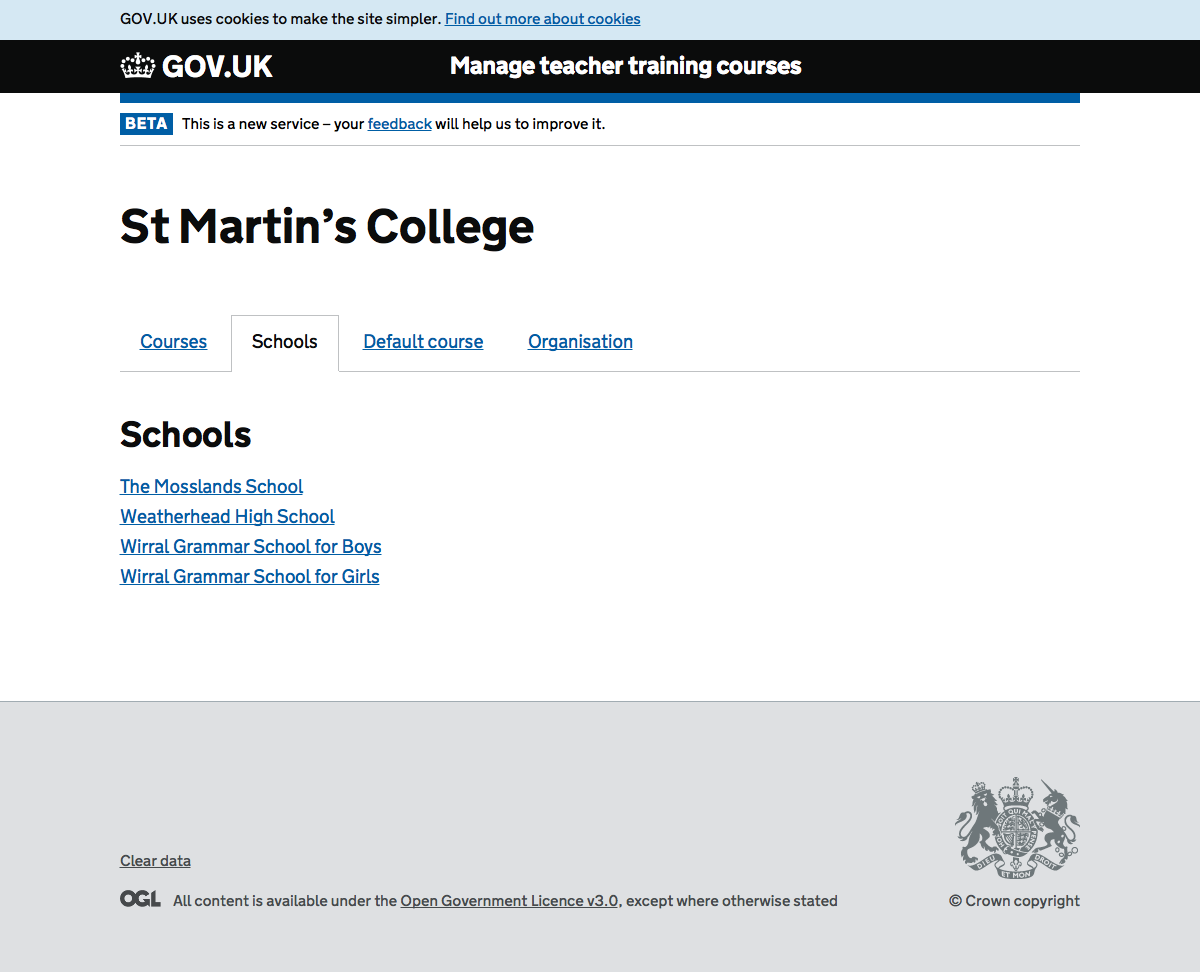 GOV.UK uses cookies to make the site simpler. Find out more about cookies
GOV.UK
Manage teacher training courses
BETA This is a new service – your feedback will help us to improve it.
St Martin’s College
Courses Schools Default course Organisation
Schools
The Mosslands School
Weatherhead High School
Wirral Grammar School for Boys
Wirral Grammar School for Girls
Clear data
OGL All content is available under the Open Government Licence v3.0, except where otherwise stated
DIEU ET MON DROIT
© Crown copyright